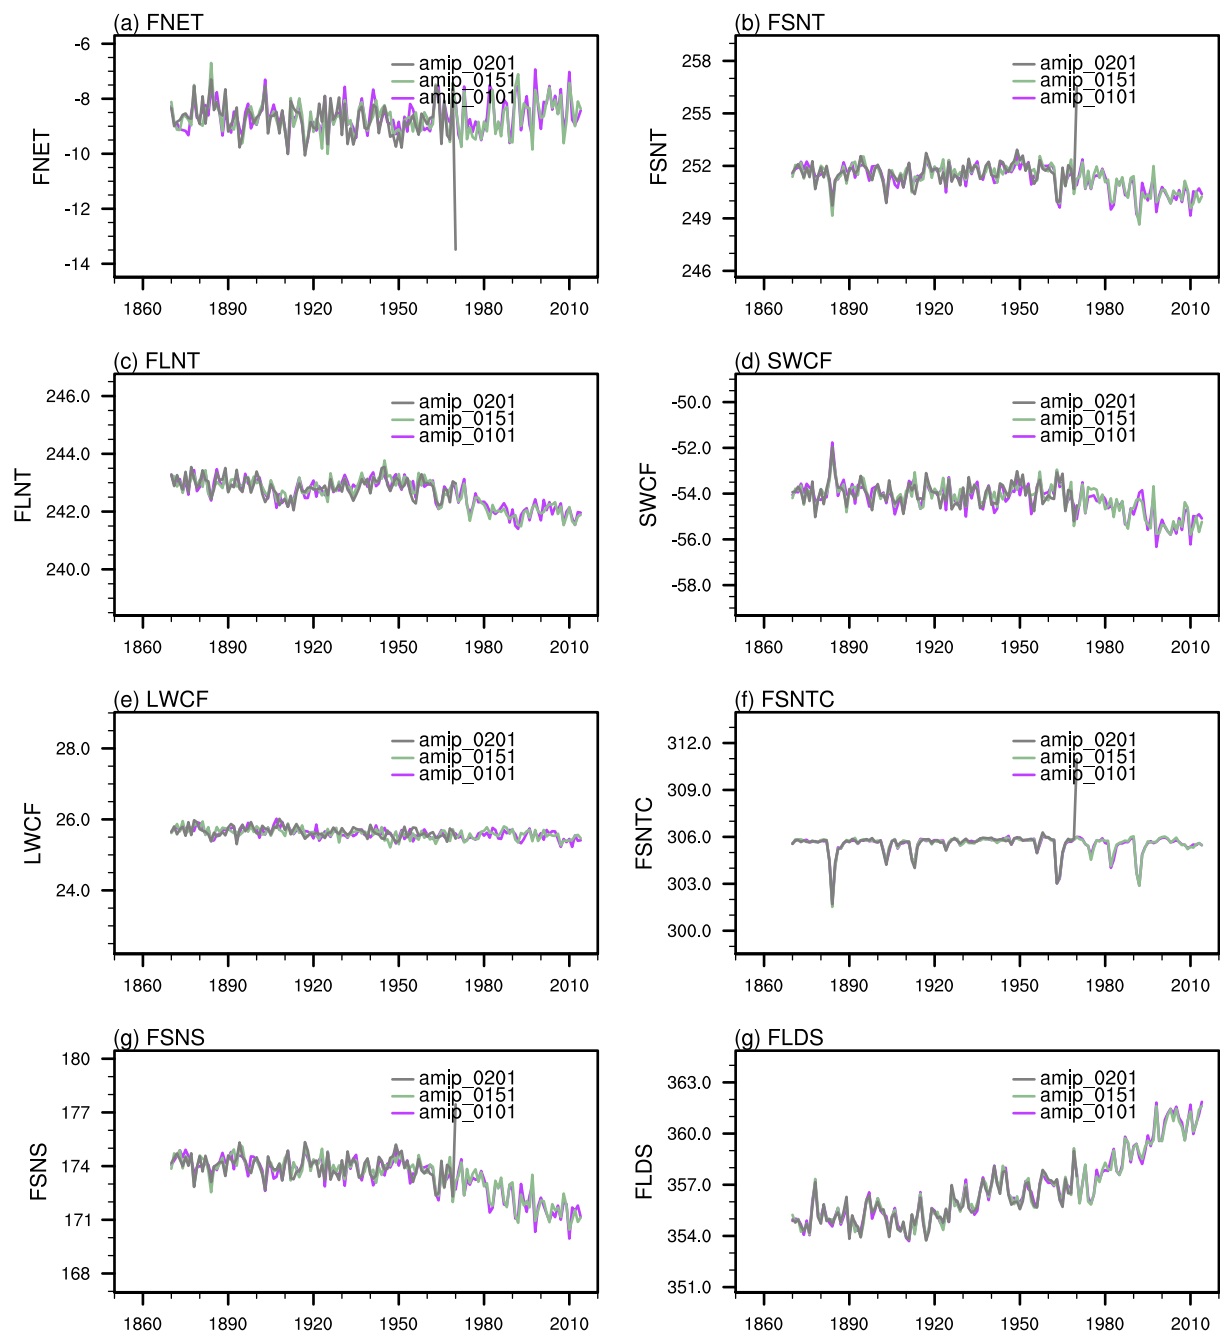 (a) FNET
-6
-8
-10
-12
-14
FNET
amip_0201
amip_0151
amip_0101
1860 1890 1920 1950 1980 2010
(b) FSNT
258
255
252
249
246
FSNT
amip_0201
amip_0151
amip_0101
1860 1890 1920 1950 1980 2010
(c) FLNT
246.0
244.0
242.0
240.0
FLNT
amip_0201
amip_0151
amip_0101
1860 1890 1920 1950 1980 2010
(d) SWCF
-50.0
-52.0
-54.0
-56.0
-58.0
SWCF
amip_0201
amip_0151
amip_0101
1860 1890 1920 1950 1980 2010
(e) LWCF
28.0
26.0
24.0
LWCF
amip_0201
amip_0151
amip_0101
1860 1890 1920 1950 1980 2010
(f) FSNTC
312.0
309.0
306.0
303.0
300.0
FSNTC
amip_0201
amip_0151
amip_0101
1860 1890 1920 1950 1980 2010
(g) FSNS
180
177
174
171
168
FSNS
amip_0201
amip_0151
amip_0101
1860 1890 1920 1950 1980 2010
(g) FLDS
363.0
360.0
357.0
354.0
351.0
FLDS
amip_0201
amip_0151
amip_0101
1860 1890 1920 1950 1980 2010